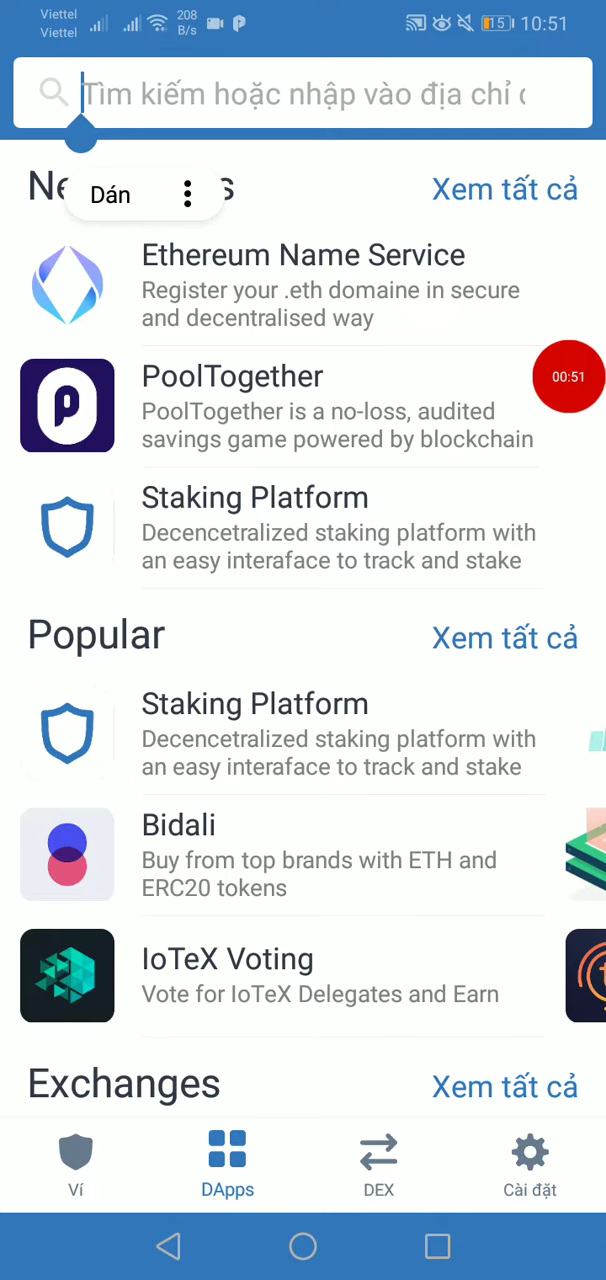 Viettel
Viettel
208
B/s
15
10:51
Tìm kiếm hoặc nhập vào địa chỉ
Dán
Xem tất cả
Ethereum Name Service
Register your .eth domaine in secure
and decentralised way
PoolTogether
PoolTogether is a no-loss, audited
savings game powered by blockchain
00:51
Staking Platform
Decencetralized staking platform with
an easy interaface to track and stake
Popular
Xem tất cả
Staking Platform
Decencetralized staking platform with
an easy interaface to track and stake
Bidali
Buy from top brands with ETH and
ERC20 tokens
IoTeX Voting
Vote for IoTeX Delegates and Earn
Exchanges
Xem tất cả
Ví
DApps
DEX
Cài đặt